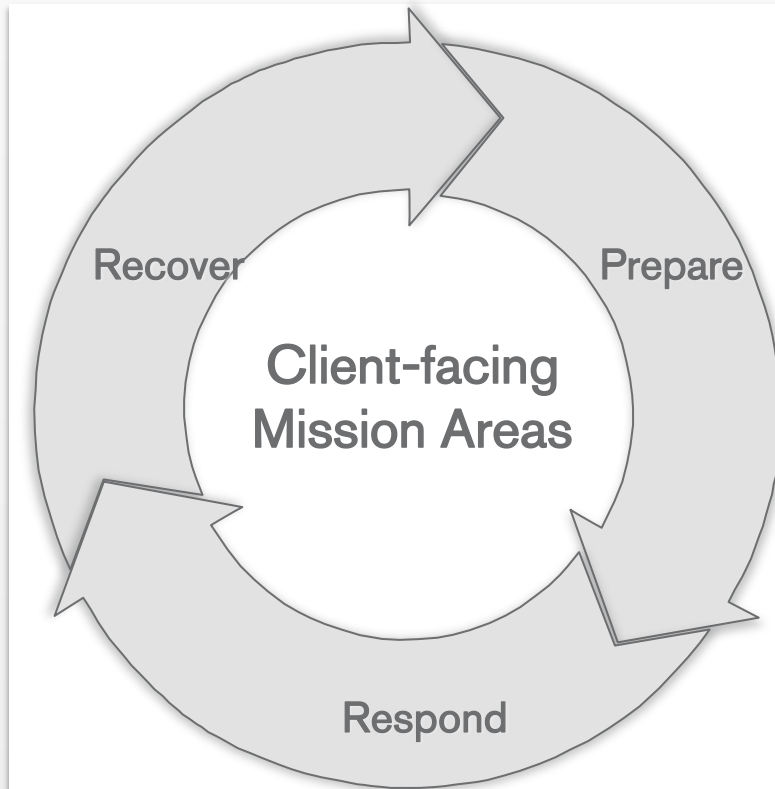 Recover
Prepare
Client-facing
Mission Areas
Respond